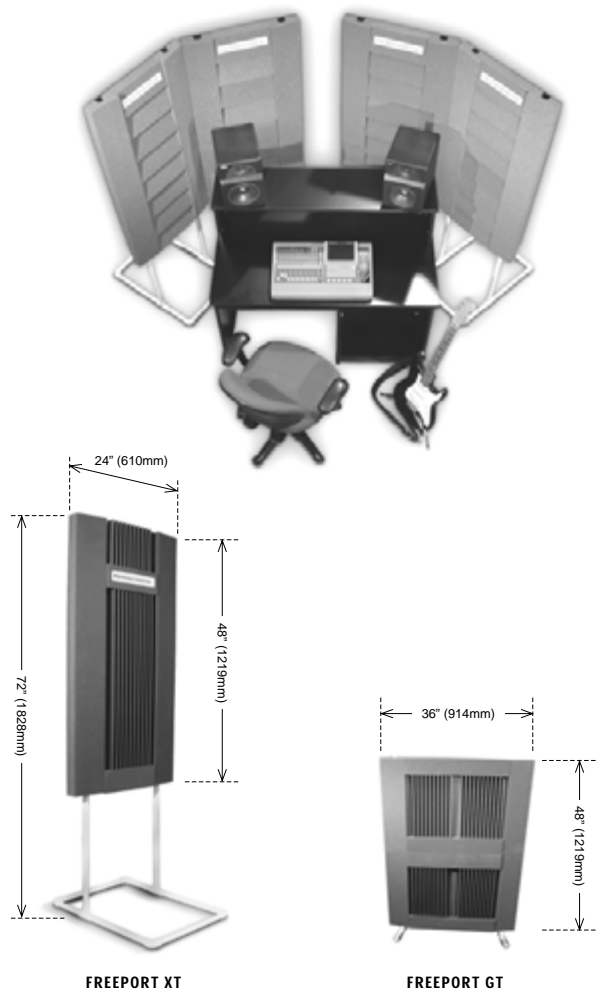 24” (610mm)
48” (1219mm)
72” (1828mm)
36” (914mm)
48” (1219mm)
FREEPORT XT
FREEPORT GT